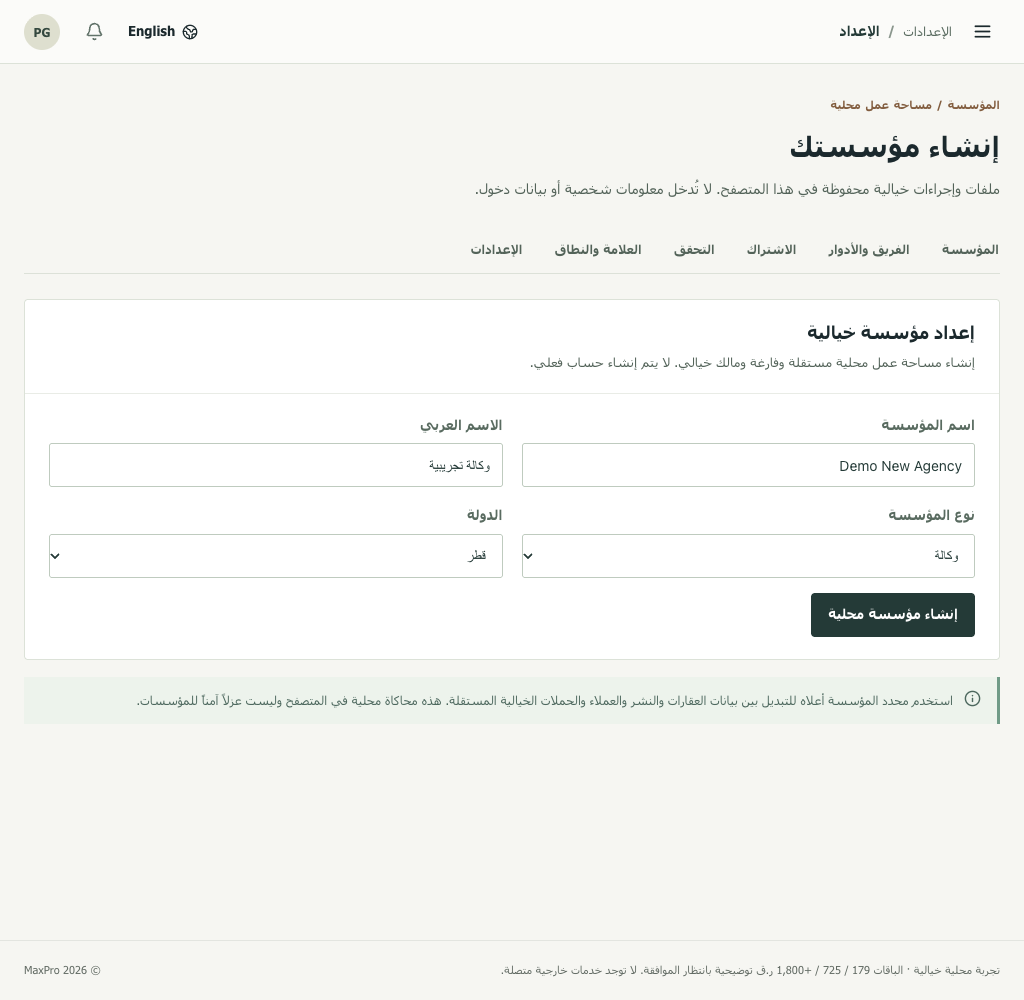 الإعدادات / الإعداد
English
PG
المؤسسة / مساحة عمل محلية
إنشاء مؤسستك
ملفات وإجراءات خيالية محفوظة في هذا المتصفح. لا تُدخل معلومات شخصية أو بيانات دخول.
المؤسسة الفريق والأدوار الاشتراك التحقق العلامة والنطاق الإعدادات
إعداد مؤسسة خيالية
إنشاء مساحة عمل محلية مستقلة وفارغة ومالك خيالي. لا يتم إنشاء حساب فعلي.
اسم المؤسسة
Demo New Agency
الاسم العربي
وكالة تجريبية
نوع المؤسسة
وكالة
الدولة
قطر
إنشاء مؤسسة محلية
استخدم محدد المؤسسة أعلاه للتبديل بين بيانات العقارات والنشر والعملاء والحملات الخيالية المستقلة. هذه محاكاة محلية في المتصفح وليست عزلاً آمناً للمؤسسات.
تجربة محلية خيالية · الباقات 179 / 725 / 1,800+ ر.ق توضيحية بانتظار الموافقة. لا توجد خدمات خارجية متصلة.
© 2026 MaxPro